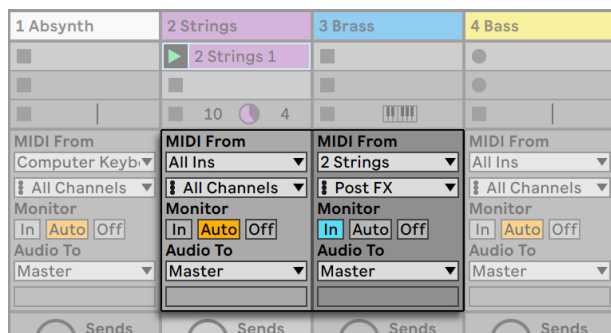 1 Absynth 2 Strings 3 Brass 4 Bass
2 Strings 1
10 4
MIDI From MIDI From MIDI From MIDI From
Computer Keyb All Ins 2 Strings All Ins
All Channels All Channels Post FX All Channels
Monitor Monitor Monitor Monitor
In Auto Off In Auto Off In Auto Off In Auto Off
Audio To Audio To Audio To Audio To
Master Master Master Master
Sends Sends Sends Sends